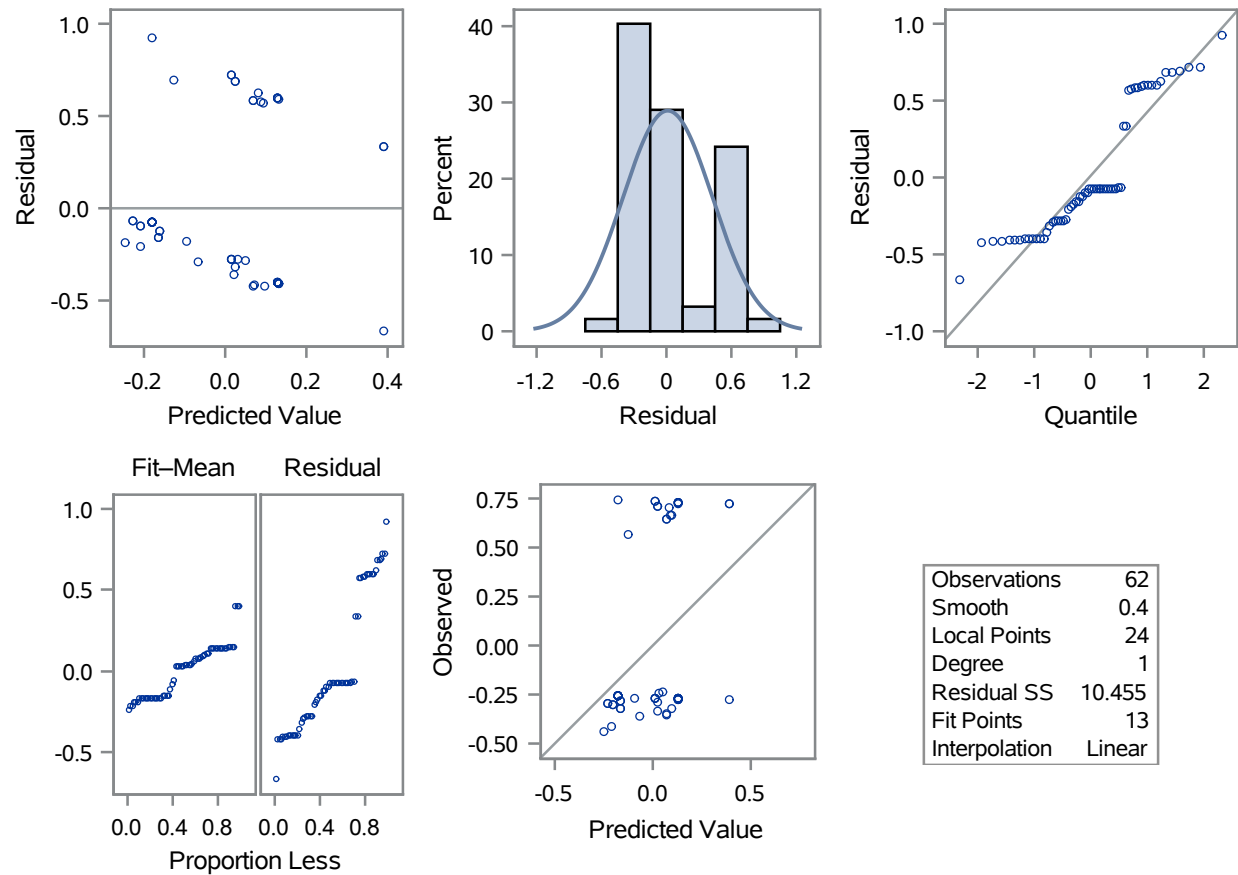 1.0
0.5
0.0
-0.5
Residual
-0.2 0.0 0.2 0.4
Predicted Value
40
30
20
10
0
Percent
-1.2 -0.6 0 0.6 1.2
Residual
1.0
0.5
0.0
-0.5
-1.0
Residual
-2 -1 0 1 2
Quantile
Fit–Mean Residual
1.0
0.5
0.0
-0.5
0.0 0.4 0.8 0.0 0.4 0.8
Proportion Less
0.75
0.50
0.25
0.00
-0.25
-0.50
Observed
-0.5 0.0 0.5
Predicted Value
Observations 62
Smooth 0.4
Local Points 24
Degree 1
Residual SS 10.455
Fit Points 13
Interpolation Linear